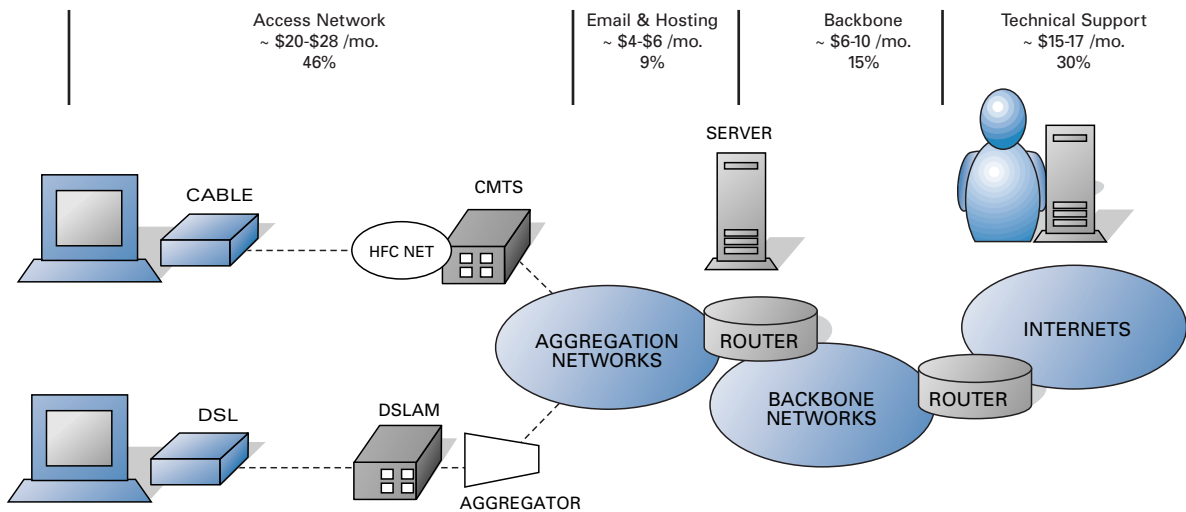 Access Network
~ $20-$28 /mo.
46%
Email & Hosting
~ $4-$6 /mo.
9%
Backbone
~ $6-10 /mo.
15%
Technical Support
~ $15-17 /mo.
30%
SERVER
CABLE
CMTS
HFC NET
AGGREGATION
NETWORKS
ROUTER
INTERNETS
BACKBONE
NETWORKS
ROUTER
DSL
DSLAM
AGGREGATOR